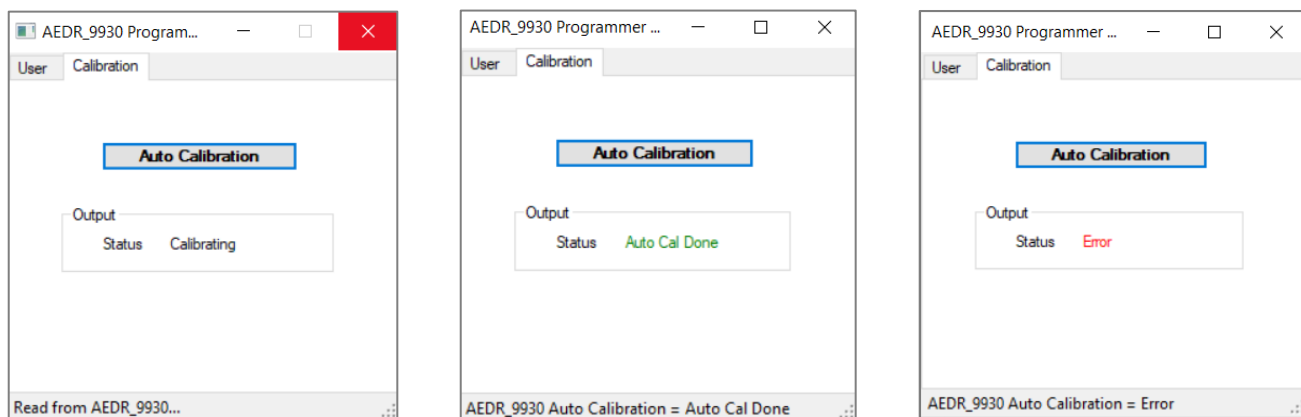 AEDR_9930 Program...
User Calibration
Auto Calibration
Output
Status Calibrating
Read from AEDR_9930...
AEDR_9930 Programmer ...
User Calibration
Auto Calibration
Output
Status Auto Cal Done
AEDR_9930 Auto Calibration = Auto Cal Done
AEDR_9930 Programmer ...
User Calibration
Auto Calibration
Output
Status Error
AEDR_9930 Auto Calibration = Error